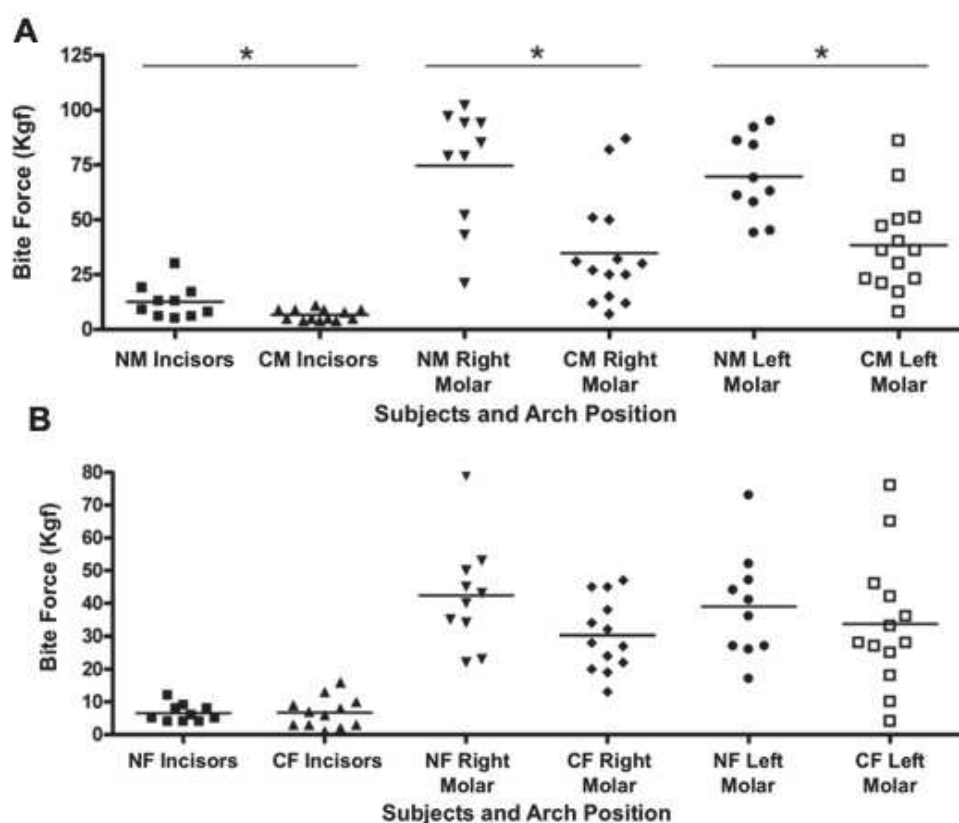 A
* * *
Bite Force (Kgf)
125
100
75
50
25
0
NM Incisors CM Incisors NM Right Molar CM Right Molar NM Left Molar CM Left Molar
Subjects and Arch Position
B
Bite Force (Kgf)
80
70
60
50
40
30
20
10
0
NF Incisors CF Incisors NF Right Molar CF Right Molar NF Left Molar CF Left Molar
Subjects and Arch Position